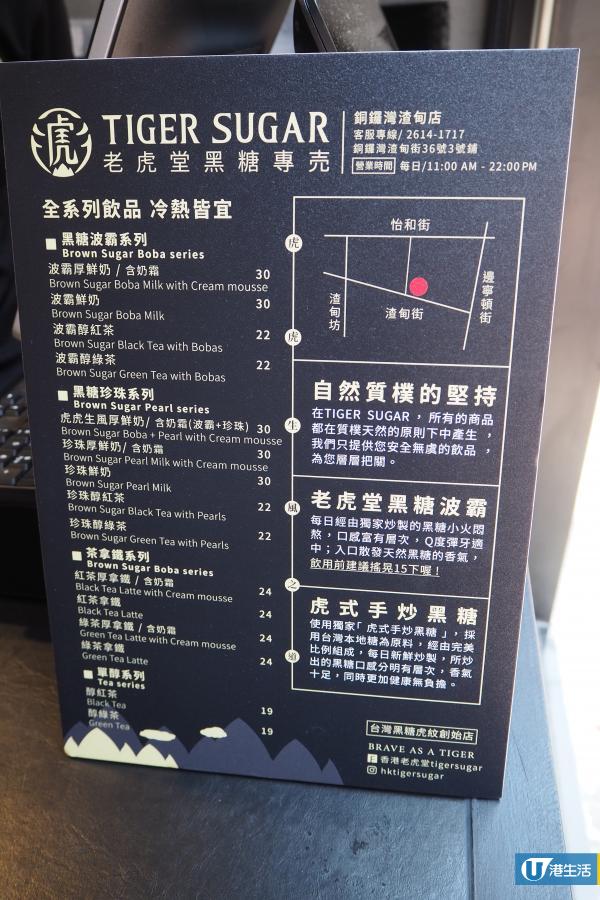 虎
TIGER SUGAR
老虎堂黑糖專売
銅鑼灣渣甸店
客服專線/ 2614-1717
銅鑼灣渣甸街36號3號鋪
營業時間 每日/11:00 AM - 22:00 PM
全系列飲品 冷熱皆宜
黑糖波霸系列
Brown Sugar Boba series
波霸厚鮮奶 / 含奶霜 30
Brown Sugar Boba Milk with Cream mousse
波霸鮮奶 30
Brown Sugar Boba Milk
波霸醇紅茶 22
Brown Sugar Black Tea with Bobas
波霸醇綠茶 22
Brown Sugar Green Tea with Bobas
黑糖珍珠系列
Brown Sugar Pearl series
虎虎生風厚鮮奶/ 含奶霜(波霸+珍珠) 30
Brown Sugar Boba + Pearl with Cream mousse
珍珠厚鮮奶/ 含奶霜 30
Brown Sugar Pearl Milk with Cream mousse
珍珠鮮奶 30
Brown Sugar Pearl Milk
珍珠醇紅茶 22
Brown Sugar Black Tea with Pearls
珍珠醇綠茶 22
Brown Sugar Green Tea with Pearls
茶拿鐵系列
Brown Sugar Boba series
紅茶厚拿鐵 / 含奶霜 24
Black Tea Latte with Cream mousse
紅茶拿鐵 24
Black Tea Latte
綠茶厚拿鐵 / 含奶霜 24
Green Tea Latte with Cream mousse
綠茶拿鐵 24
Green Tea Latte
單醇系列
Tea series
醇紅茶 19
Black Tea
醇綠茶 19
Green Tea
虎
虎
生
風
之
道
怡和街
邊寧頓街
渣甸坊
渣甸街
自然質樸的堅持
在TIGER SUGAR，所有的商品
都在質樸天然的原則下中產生，
我們只提供您安全無虞的飲品，
為您層層把關。
老虎堂黑糖波霸
每日經由獨家炒製的黑糖小火悶
熬，口感富有層次，Q度彈牙適
中；入口散發天然黑糖的香氣，
飲用前建議搖晃15下喔！
虎式手炒黑糖
使用獨家「虎式手炒黑糖」，採
用台灣本地糖為原料，經由完美
比例組成，每日新鮮炒製，所炒
出的黑糖口感分明有層次，香氣
十足，同時更加健康無負擔。
台灣黑糖虎紋創始店
BRAVE AS A TIGER
香港老虎堂tigersugar
hktigersugar
U 港生活